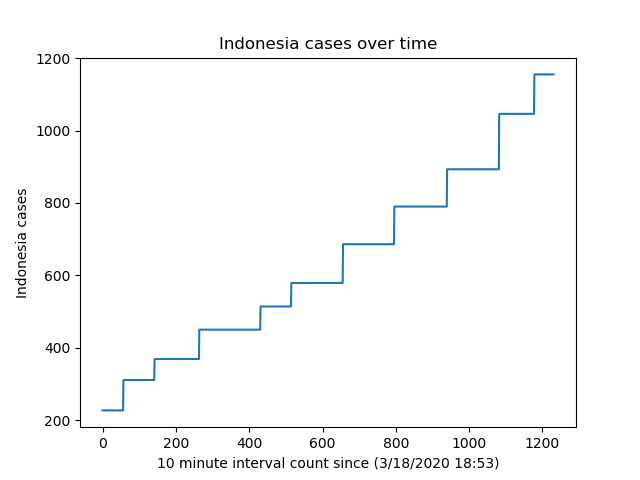 Indonesia cases over time
1200
1000
800
600
400
200
Indonesia cases
0 200 400 600 800 1000 1200
10 minute interval count since (3/18/2020 18:53)